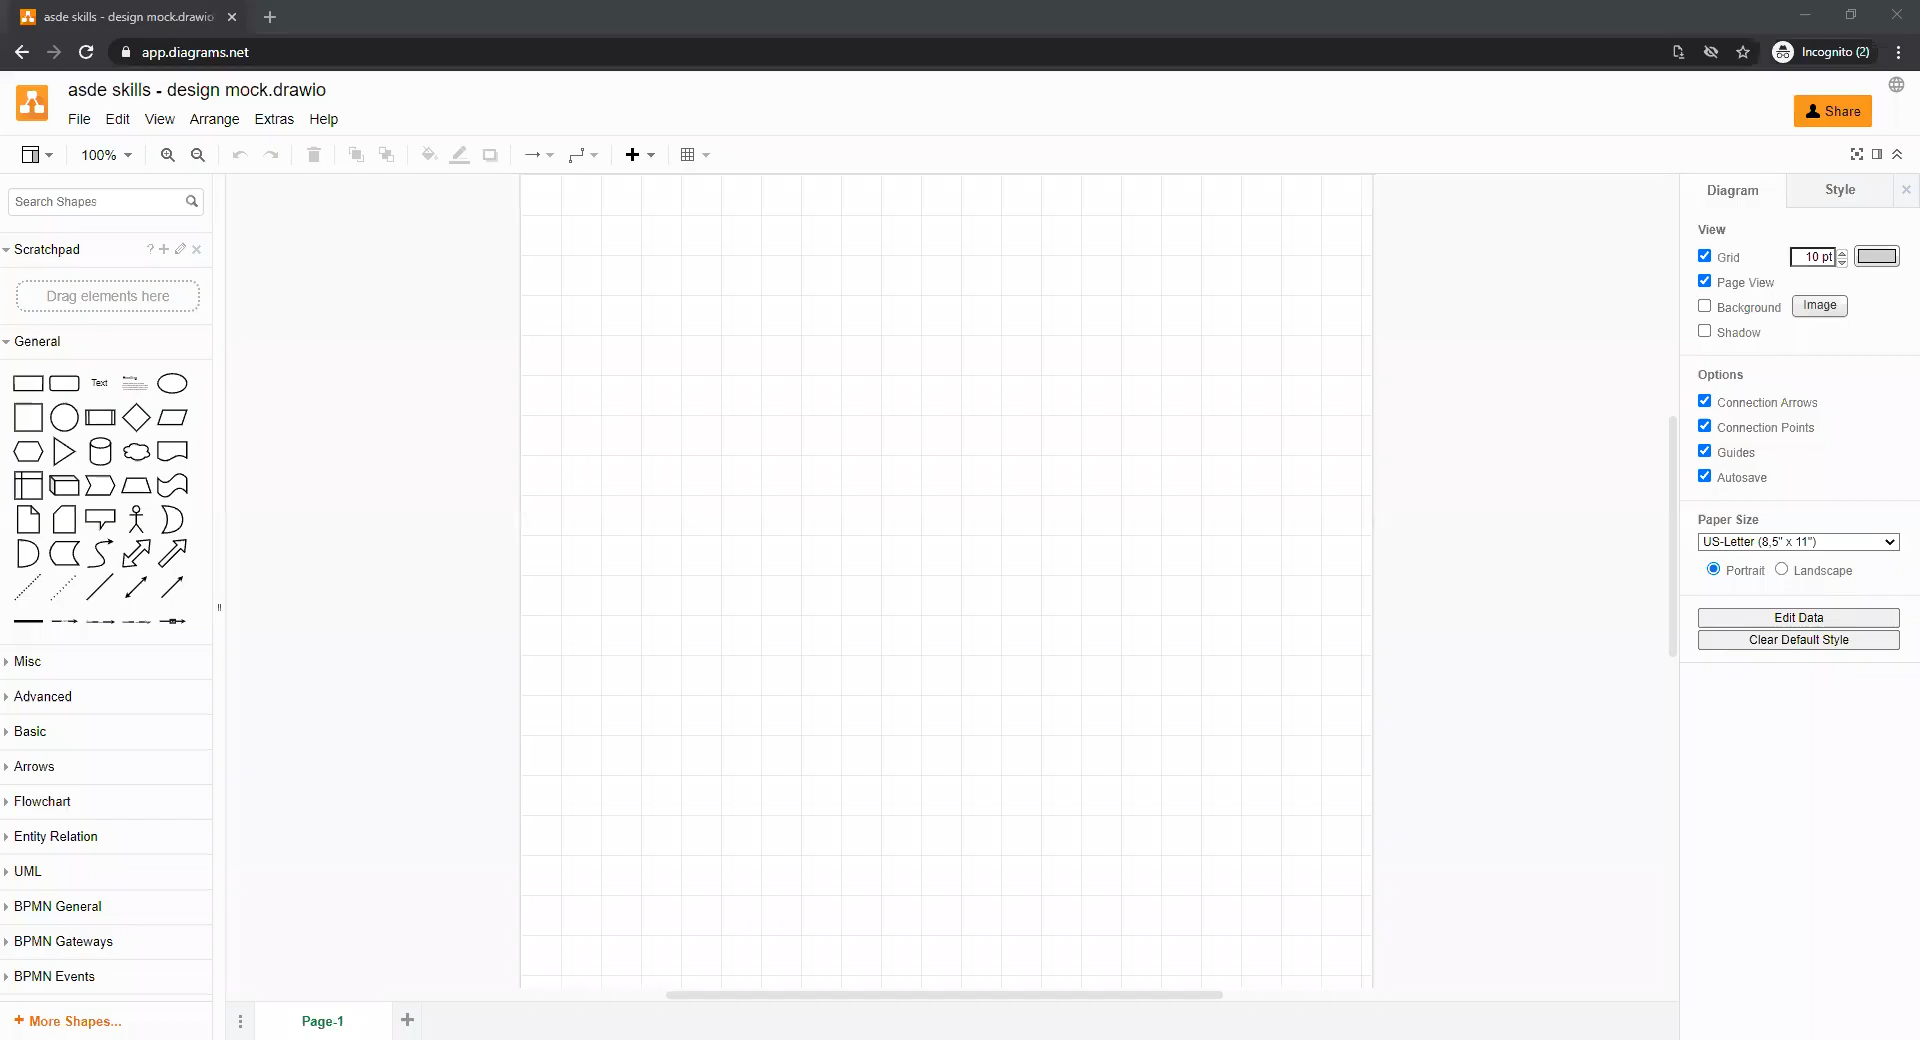 asde skills - design mock.drawio
app.diagrams.net
Incognito (2)
asde skills - design mock.drawio
File Edit View Arrange Extras Help
Share
100%
Search Shapes
Scratchpad
?
Drag elements here
General
Text
Heading
Misc
Advanced
Basic
Arrows
Flowchart
Entity Relation
UML
BPMN General
BPMN Gateways
BPMN Events
+ More Shapes...
Page-1
Diagram
Style
View
Grid
10 pt
Page View
Background
Image
Shadow
Options
Connection Arrows
Connection Points
Guides
Autosave
Paper Size
US-Letter (8,5" x 11")
Portrait
Landscape
Edit Data
Clear Default Style